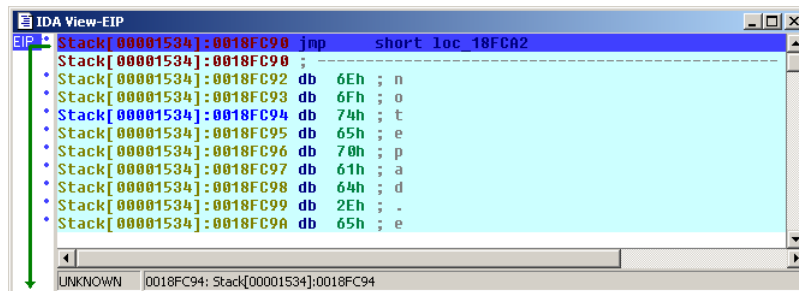 IDA View-EIP
EIP Stack[00001534]:0018FC90 jmp short loc_18FCA2
Stack[00001534]:0018FC90 ; ---------------------------------------------------------------
Stack[00001534]:0018FC92 db 6Eh ; n
Stack[00001534]:0018FC93 db 6Fh ; o
Stack[00001534]:0018FC94 db 74h ; t
Stack[00001534]:0018FC95 db 65h ; e
Stack[00001534]:0018FC96 db 70h ; p
Stack[00001534]:0018FC97 db 61h ; a
Stack[00001534]:0018FC98 db 64h ; d
Stack[00001534]:0018FC99 db 2Eh ; .
Stack[00001534]:0018FC9A db 65h ; e
UNKNOWN 0018FC94: Stack[00001534]:0018FC94